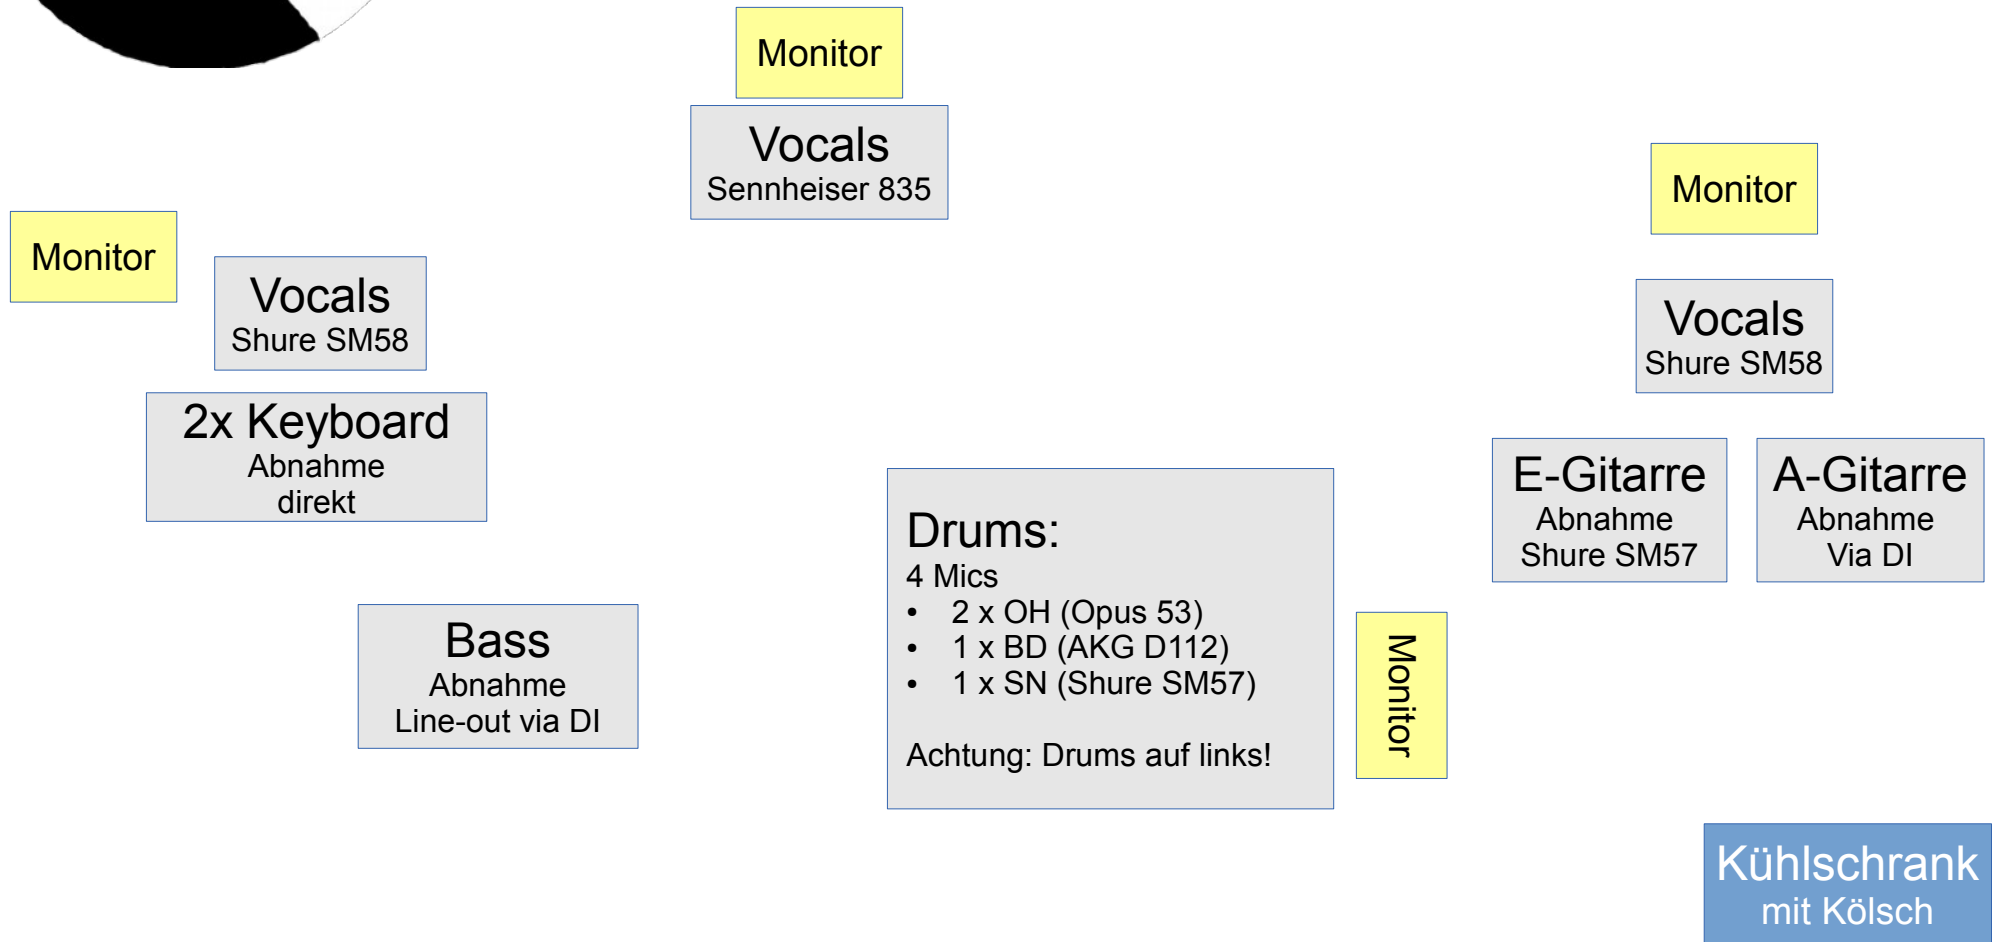 Monitor
Vocals
Sennheiser 835
Monitor
Monitor
Vocals
Shure SM58
Vocals
Shure SM58
2x Keyboard
Abnahme
direkt
E-Gitarre
Abnahme
Shure SM57
A-Gitarre
Abnahme
Via DI
Drums:
4 Mics
• 2 x OH (Opus 53)
• 1 x BD (AKG D112)
• 1 x SN (Shure SM57)
Achtung: Drums auf links!
Bass
Abnahme
Line-out via DI
Monitor
Kühlschrank
mit Kölsch